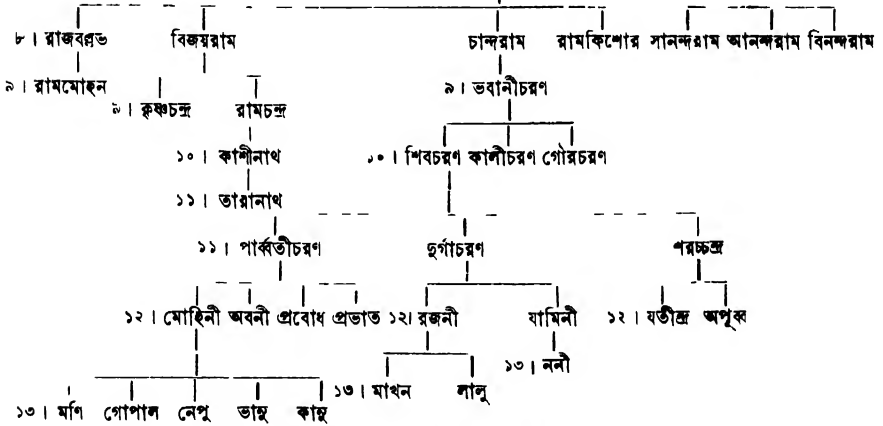 ৮। রাজবল্লভ বিজয়রাম চান্দরাম রামকিশোর সানন্দরাম আনন্দরাম বিনন্দরাম
৯। রামমোহন ৯। কৃষ্ণচন্দ্র রামচন্দ্র ৯। ভবানীচরণ
১০। কাশীনাথ ১০। শিবচরণ কালীচরণ গৌরচরণ
১১। তারানাথ
১১। পার্ব্বতীচরণ দুর্গাচরণ শরচ্চন্দ্র
১২। মোহিনী অবনী প্রবোধ প্রভাত ১২। রজনী যামিনী ১২। যতীন্দ্র অপূর্ব্ব
১৩। মাখন লালু ১৩। ননী
১৩। মণি গোপাল নেপু ভানু কানু